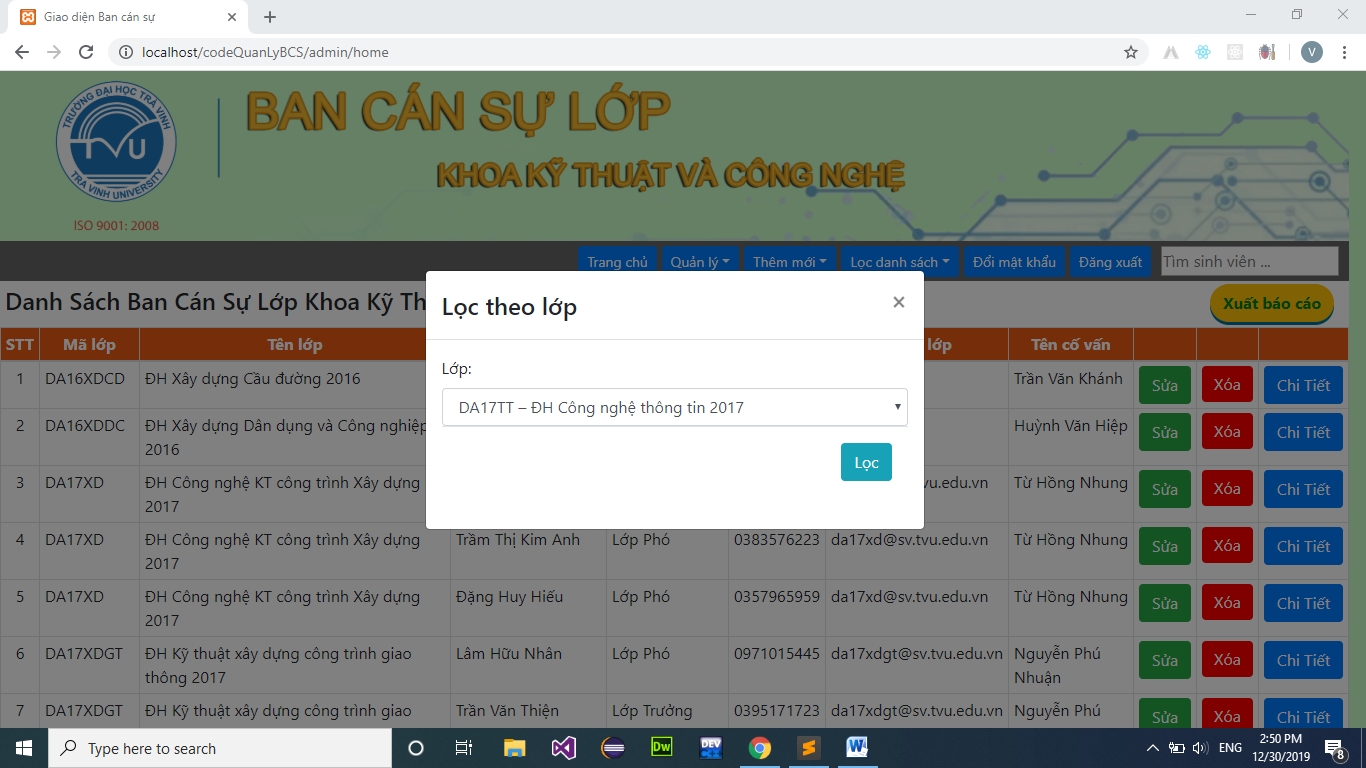 Giao diện Ban cán sự
localhost/codeQuanLyBCS/admin/home
V
TRƯỜNG ĐẠI HỌC TRÀ VINH
TVU
TRA VINH UNIVERSITY
ISO 9001: 2008
BAN CÁN SỰ LỚP
KHOA KỸ THUẬT VÀ CÔNG NGHỆ
Trang chủ Quản lý Thêm mới Lọc danh sách Đổi mật khẩu Đăng xuất Tìm sinh viên ...
Danh Sách Ban Cán Sự Lớp Khoa Kỹ Th
Xuất báo cáo
Lọc theo lớp ×
Lớp:
DA17TT – ĐH Công nghệ thông tin 2017
Lọc
STT Mã lớp Tên lớp lớp Tên cố vấn
1 DA16XDCD ĐH Xây dựng Cầu đường 2016 Trần Văn Khánh Sửa Xóa Chi Tiết
2 DA16XDDC ĐH Xây dựng Dân dụng và Công nghiệp Huỳnh Văn Hiệp Sửa Xóa Chi Tiết
2016
3 DA17XD ĐH Công nghệ KT công trình Xây dựng vu.edu.vn Từ Hồng Nhung Sửa Xóa Chi Tiết
2017
4 DA17XD ĐH Công nghệ KT công trình Xây dựng Trầm Thị Kim Anh Lớp Phó 0383576223 da17xd@sv.tvu.edu.vn Từ Hồng Nhung Sửa Xóa Chi Tiết
2017
5 DA17XD ĐH Công nghệ KT công trình Xây dựng Đặng Huy Hiếu Lớp Phó 0357965959 da17xd@sv.tvu.edu.vn Từ Hồng Nhung Sửa Xóa Chi Tiết
2017
6 DA17XDGT ĐH Kỹ thuật xây dựng công trình giao Lâm Hữu Nhân Lớp Phó 0971015445 da17xdgt@sv.tvu.edu.vn Nguyễn Phú Sửa Xóa Chi Tiết
thông 2017 Nhuận
7 DA17XDGT ĐH Kỹ thuật xây dựng công trình giao Trần Văn Thiện Lớp Trưởng 0395171723 da17xdgt@sv.tvu.edu.vn Nguyễn Phú Sửa Xóa Chi Tiết
Type here to search
Dw
DEV
ENG
2:50 PM
12/30/2019
8